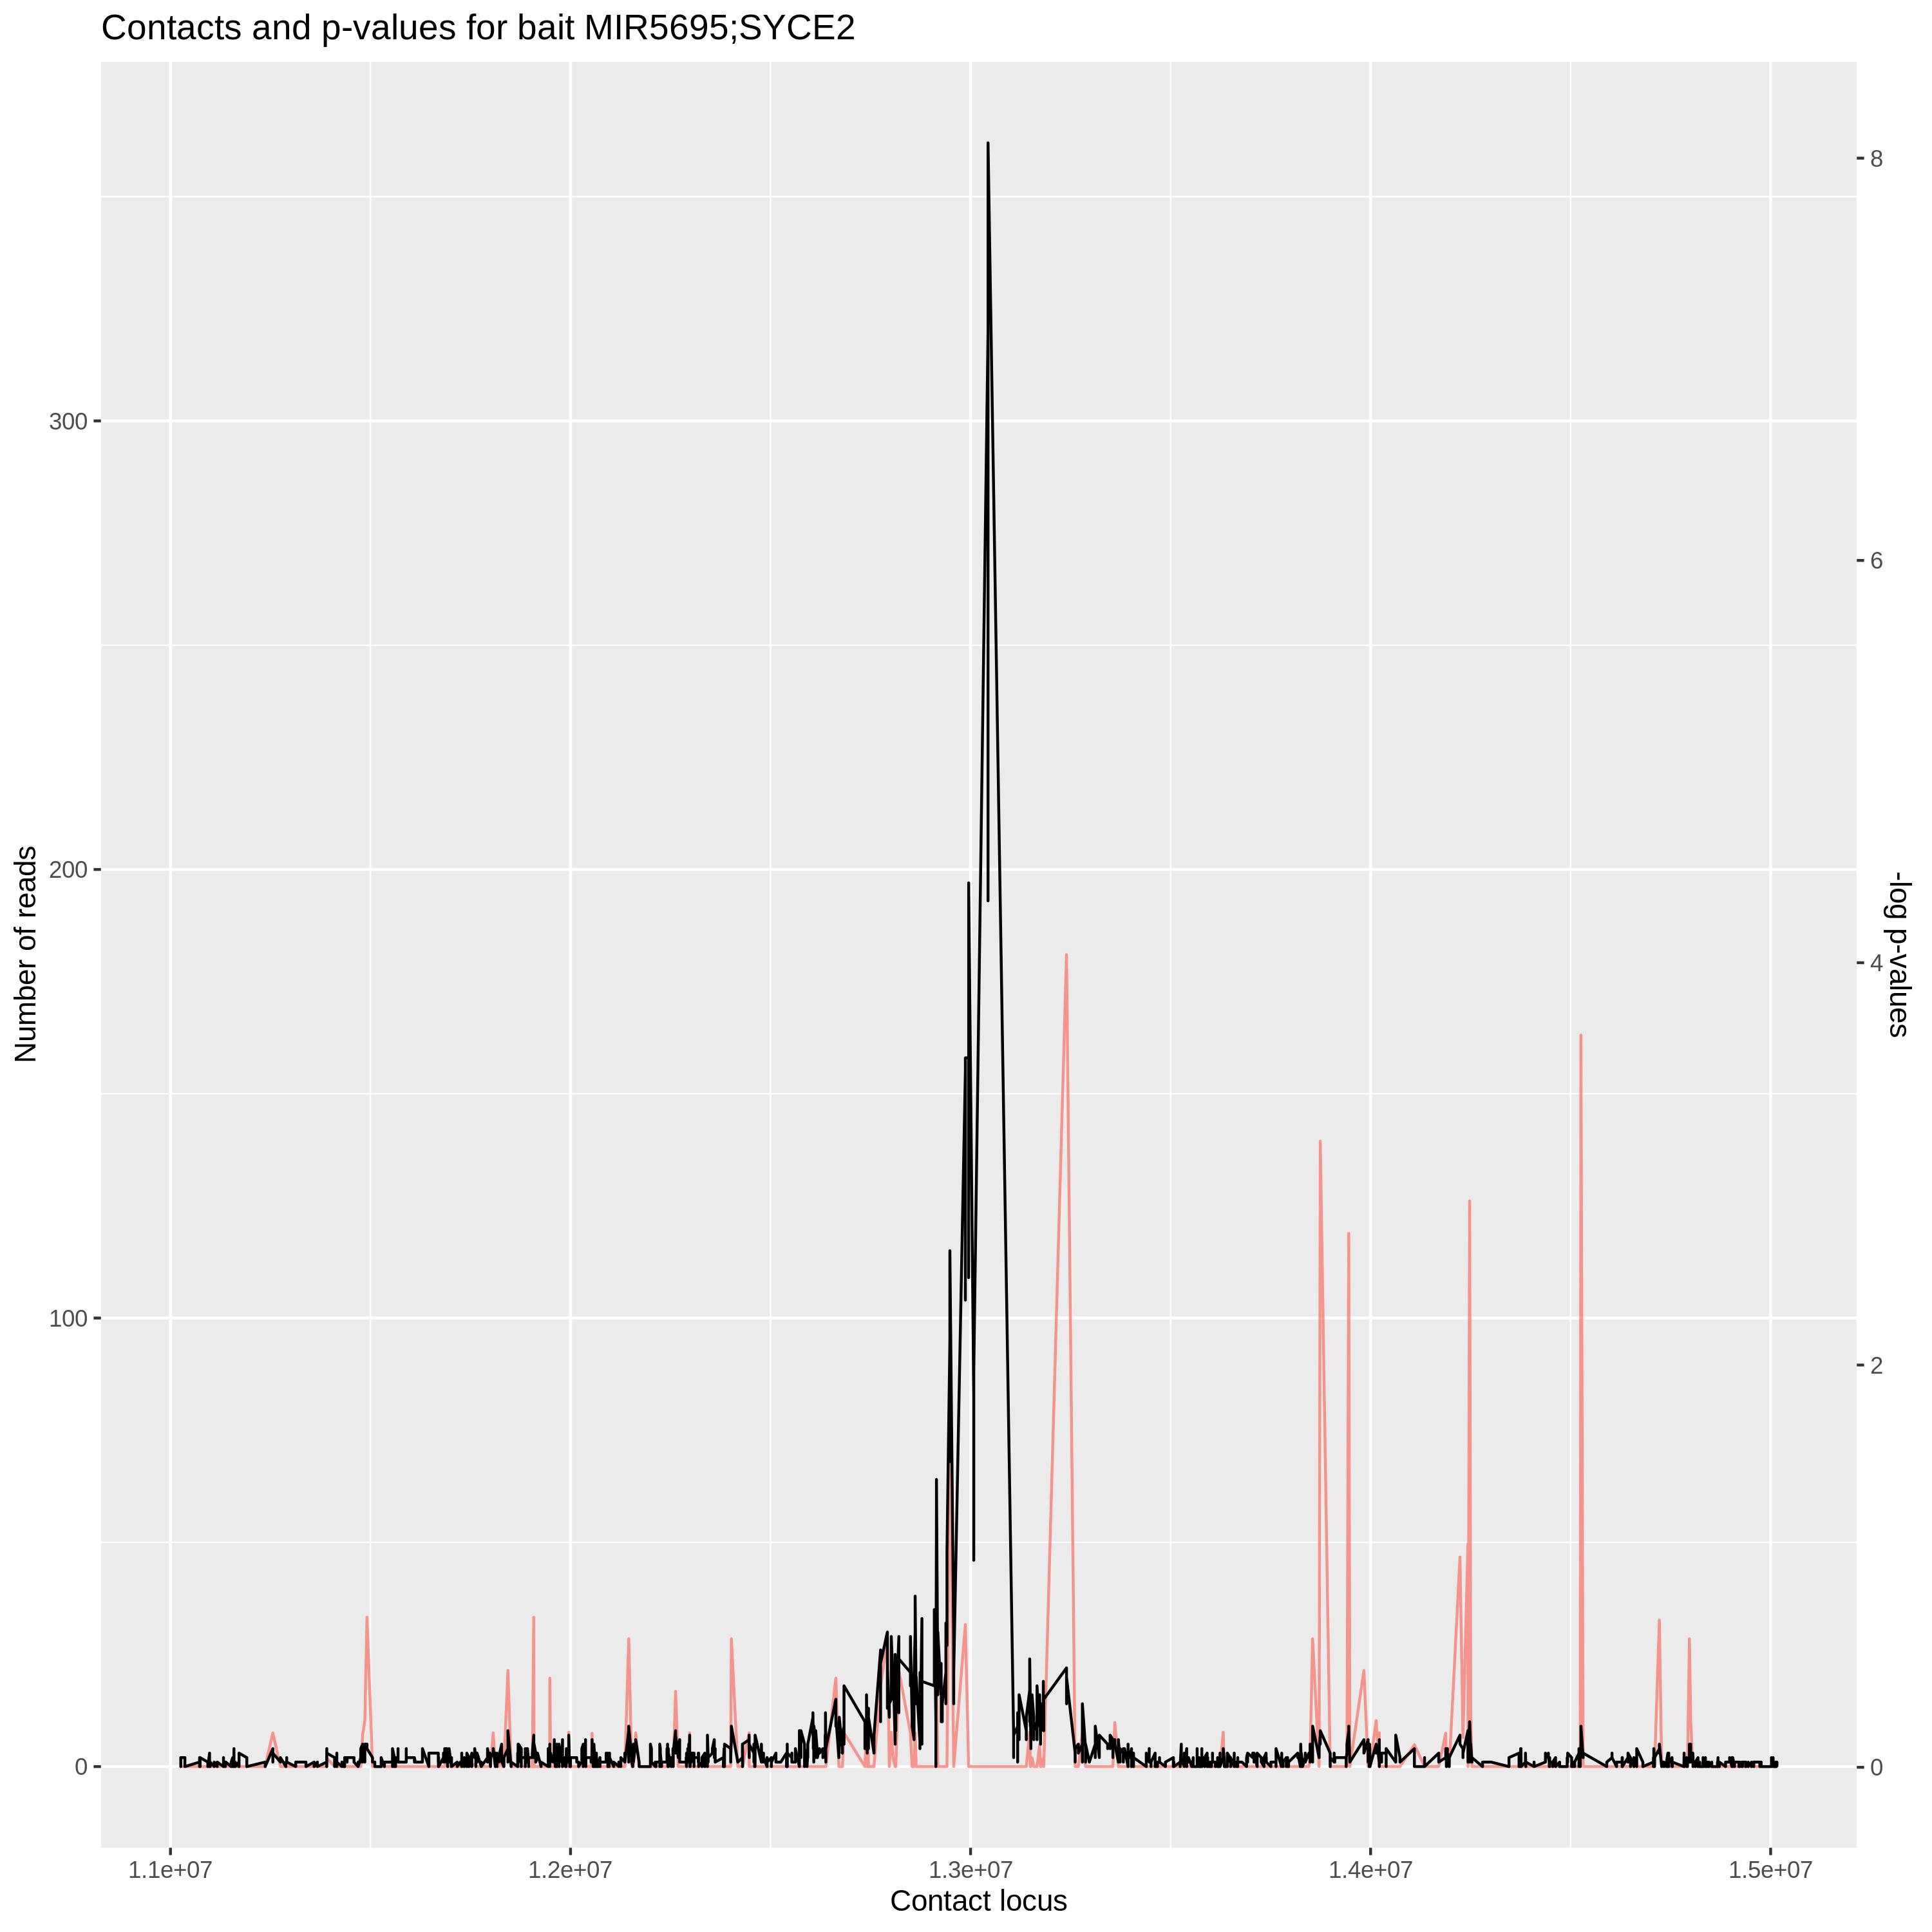 Contacts and p-values for bait MIR5695;SYCE2
Number of reads
300
200
100
0
8
6
4
2
0
-log p-values
1.1e+07 1.2e+07 1.3e+07 1.4e+07 1.5e+07
Contact locus